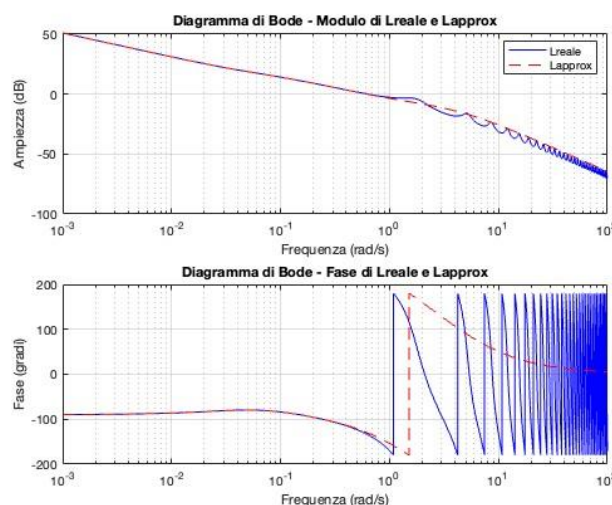 Diagramma di Bode - Modulo di Lreale e Lapprox
Ampiezza (dB)
50
0
-50
-100
Lreale
Lapprox
10-3 10-2 10-1 100 101 102
Frequenza (rad/s)
Diagramma di Bode - Fase di Lreale e Lapprox
Fase (gradi)
200
100
0
-100
-200
10-3 10-2 10-1 100 101 102
Frequenza (rad/s)